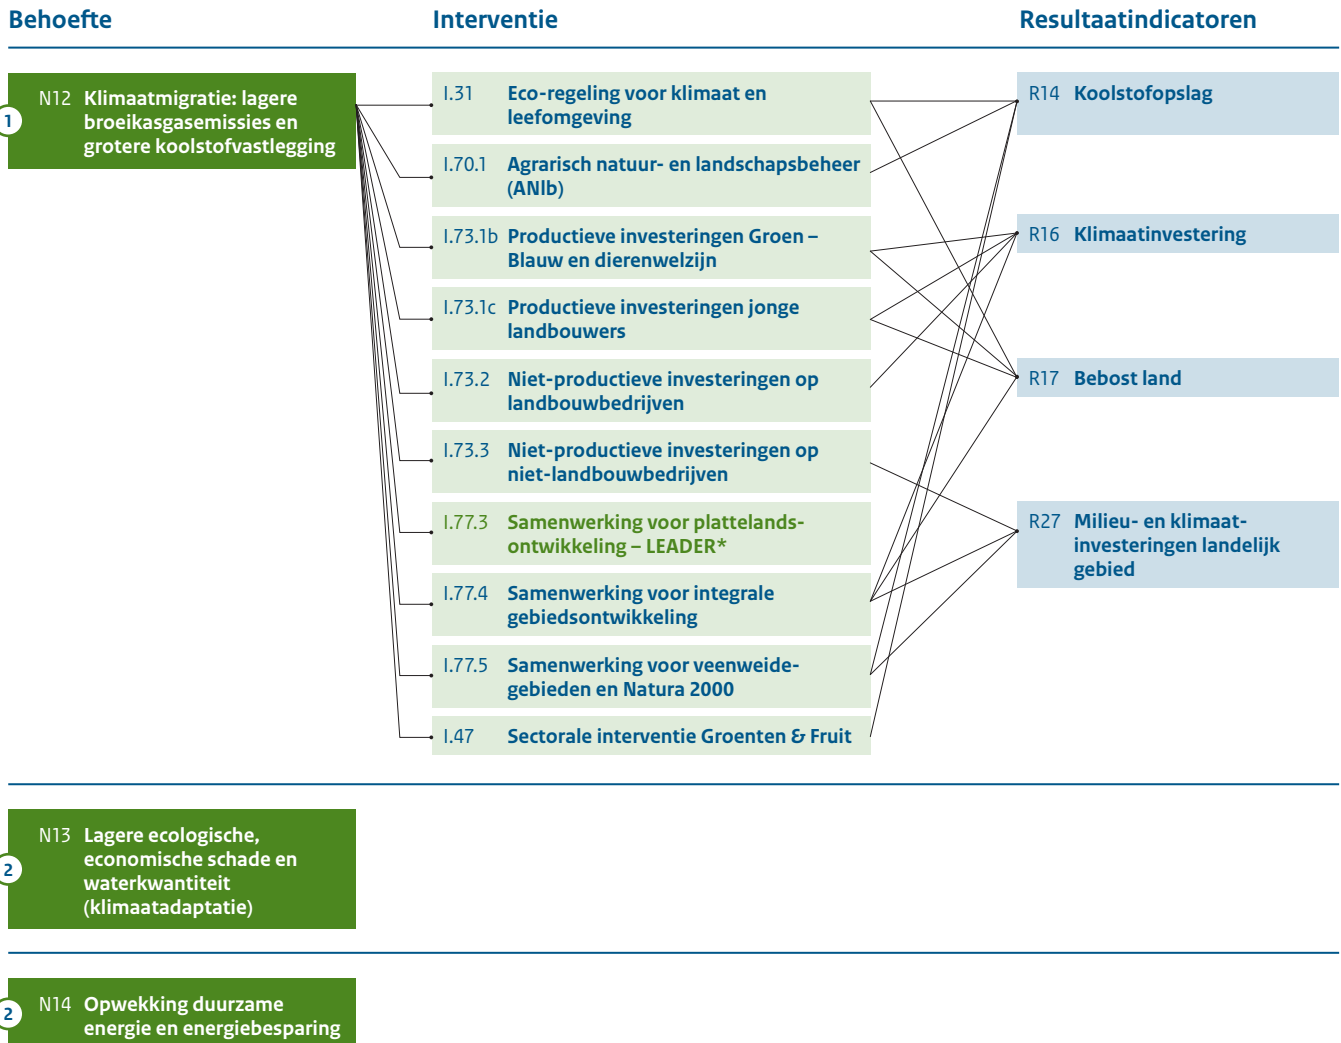 Behoefte
Interventie
Resultaatindicatoren
1
N12 Klimaatmigratie: lagere
broeikasgasemissies en
grotere koolstofvastlegging
I.31 Eco-regeling voor klimaat en
leefomgeving
I.70.1 Agrarisch natuur- en landschapsbeheer
(ANlb)
I.73.1b Productieve investeringen Groen –
Blauw en dierenwelzijn
I.73.1c Productieve investeringen jonge
landbouwers
I.73.2 Niet-productieve investeringen op
landbouwbedrijven
I.73.3 Niet-productieve investeringen op
niet-landbouwbedrijven
I.77.3 Samenwerking voor plattelands-
ontwikkeling – LEADER*
I.77.4 Samenwerking voor integrale
gebiedsontwikkeling
I.77.5 Samenwerking voor veenweide-
gebieden en Natura 2000
I.47 Sectorale interventie Groenten & Fruit
R14 Koolstofopslag
R16 Klimaatinvestering
R17 Bebost land
R27 Milieu- en klimaat-
investeringen landelijk
gebied
2
N13 Lagere ecologische,
economische schade en
waterkwantiteit
(klimaatadaptatie)
2
N14 Opwekking duurzame
energie en energiebesparing